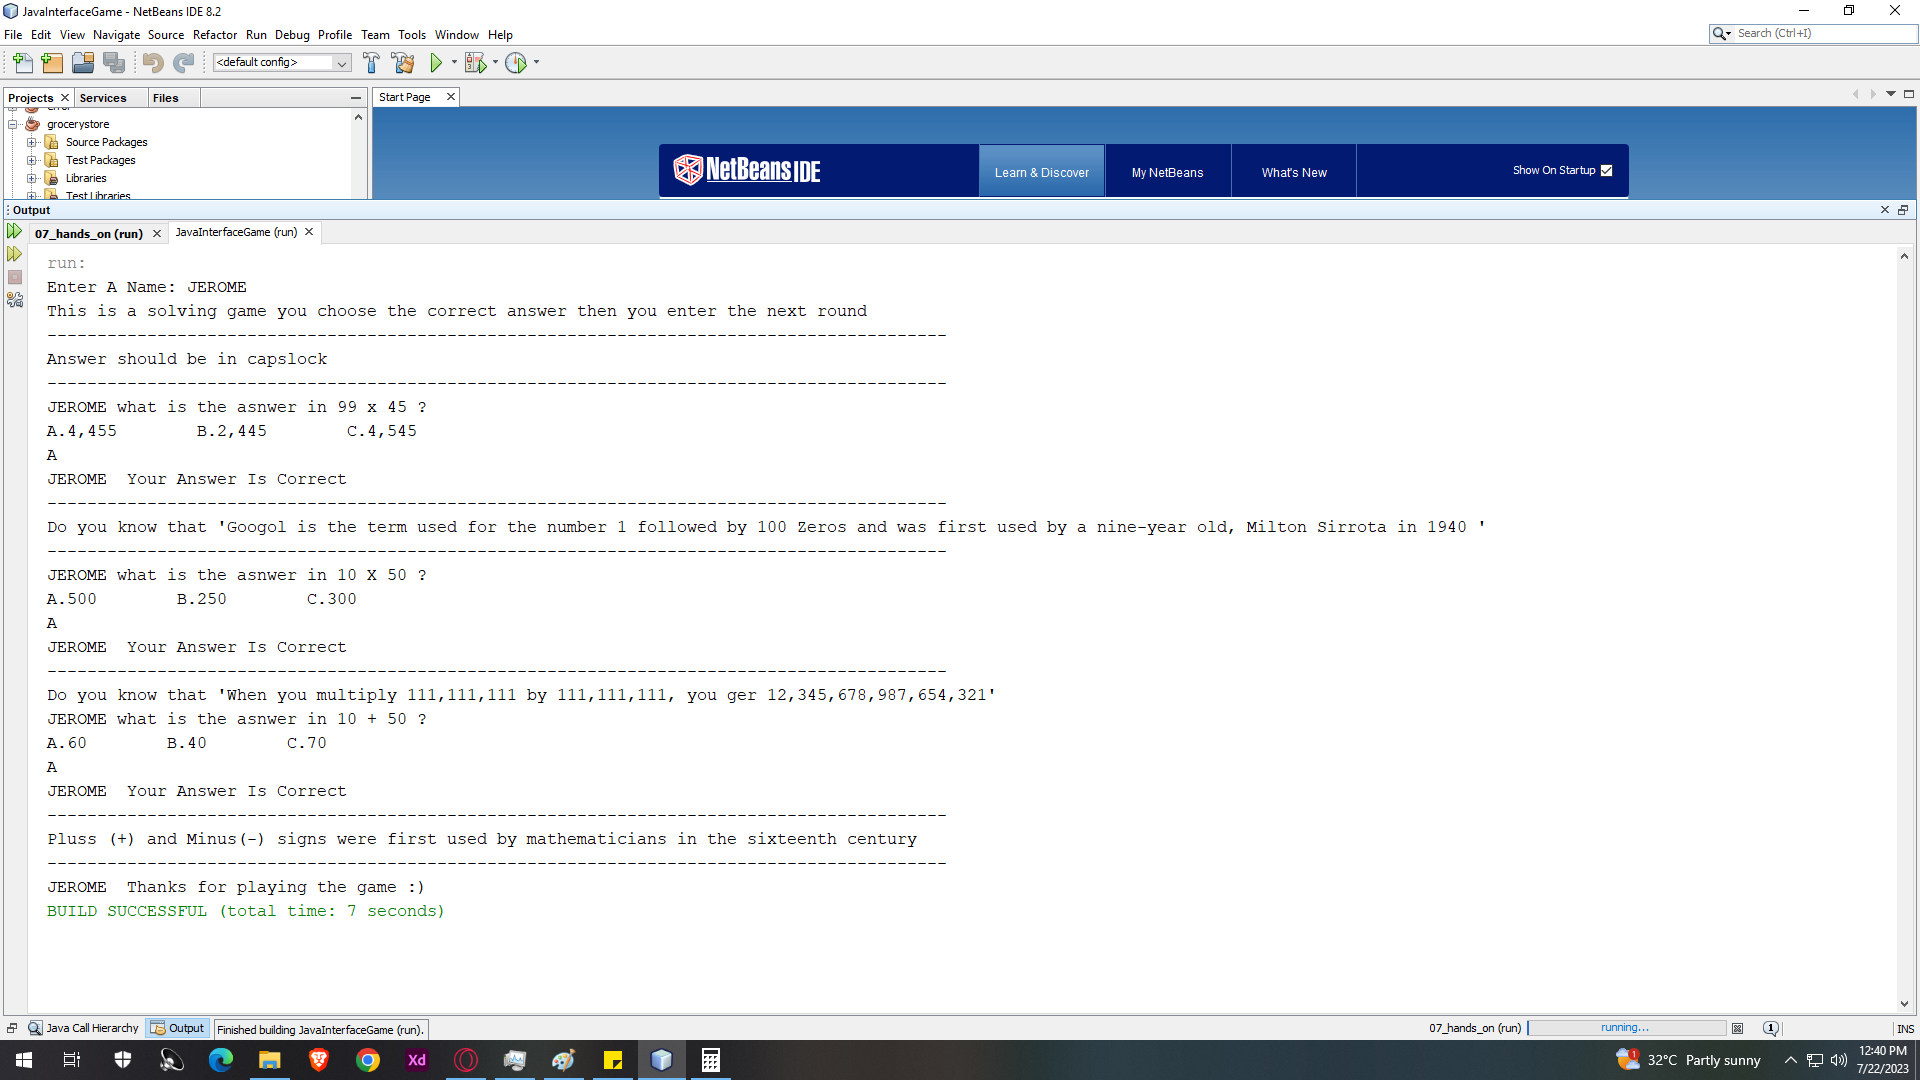 JavaInterfaceGame - NetBeans IDE 8.2
File Edit View Navigate Source Refactor Run Debug Profile Team Tools Window Help
Search (Ctrl+I)
<default config>
Projects Services Files
Start Page
grocerystore
Source Packages
Test Packages
Libraries
Test Libraries
NetBeans IDE
Learn & Discover My NetBeans What's New Show On Startup
Output
07_hands_on (run) JavaInterfaceGame (run)
run:
Enter A Name: JEROME
This is a solving game you choose the correct answer then you enter the next round
------------------------------------------------------------------------------------------
Answer should be in capslock
------------------------------------------------------------------------------------------
JEROME what is the asnwer in 99 x 45 ?
A.4,455        B.2,445        C.4,545
A
JEROME  Your Answer Is Correct
------------------------------------------------------------------------------------------
Do you know that 'Googol is the term used for the number 1 followed by 100 Zeros and was first used by a nine-year old, Milton Sirrota in 1940 '
------------------------------------------------------------------------------------------
JEROME what is the asnwer in 10 X 50 ?
A.500        B.250        C.300
A
JEROME  Your Answer Is Correct
------------------------------------------------------------------------------------------
Do you know that 'When you multiply 111,111,111 by 111,111,111, you ger 12,345,678,987,654,321'
JEROME what is the asnwer in 10 + 50 ?
A.60        B.40        C.70
A
JEROME  Your Answer Is Correct
------------------------------------------------------------------------------------------
Pluss (+) and Minus(-) signs were first used by mathematicians in the sixteenth century
------------------------------------------------------------------------------------------
JEROME  Thanks for playing the game :)
BUILD SUCCESSFUL (total time: 7 seconds)
Java Call Hierarchy Output Finished building JavaInterfaceGame (run).
07_hands_on (run) running... 1 INS
Xd
1 32°C Partly sunny
12:40 PM
7/22/2023